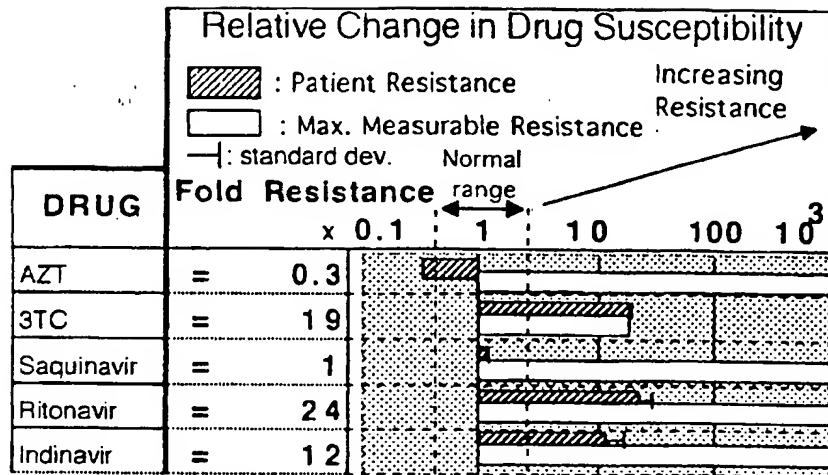 Relative Change in Drug Susceptibility
: Patient Resistance
Increasing
Resistance
: Max. Measurable Resistance
: standard dev.
Normal
range
DRUG
Fold Resistance
x 0.1 1 10 100 10³
AZT = 0.3
3TC = 19
Saquinavir = 1
Ritonavir = 24
Indinavir = 12